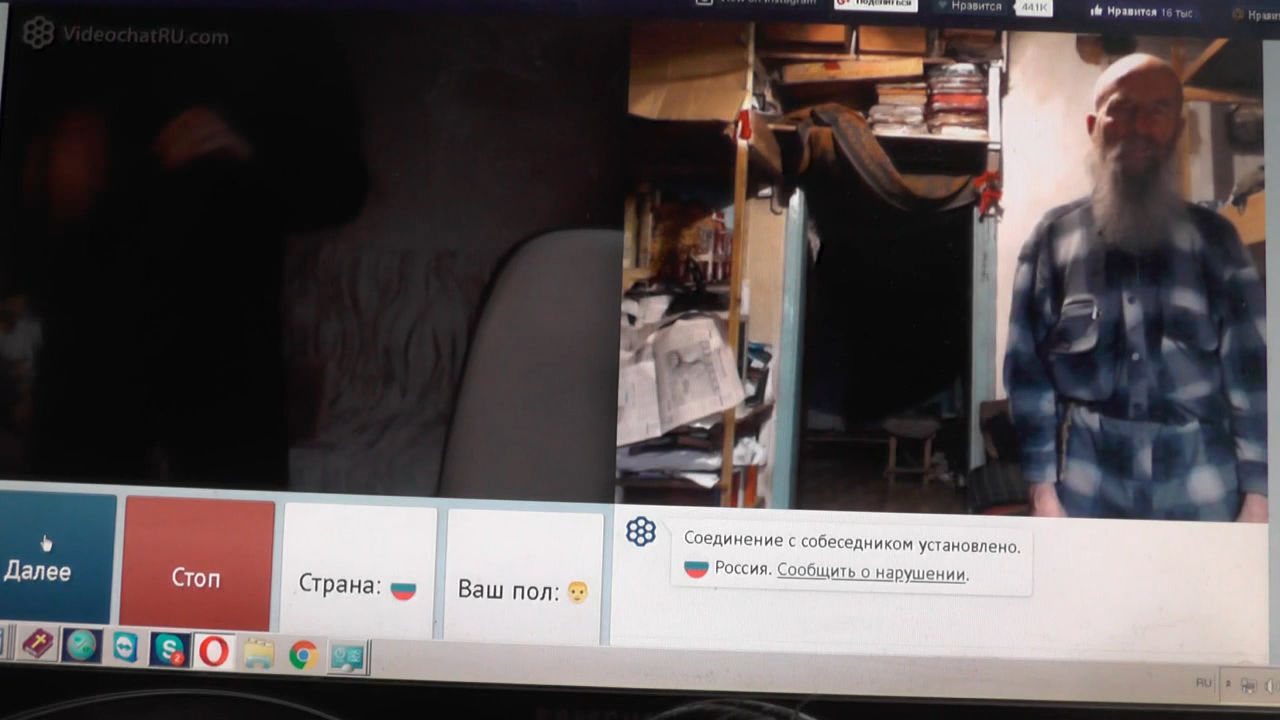 Поделиться
Нравится
441K
Нравится 16 тыс
VideochatRU.com
Далее
Стоп
Страна:
Ваш пол:
Соединение с собеседником установлено.
Россия. Сообщить о нарушении.
RU